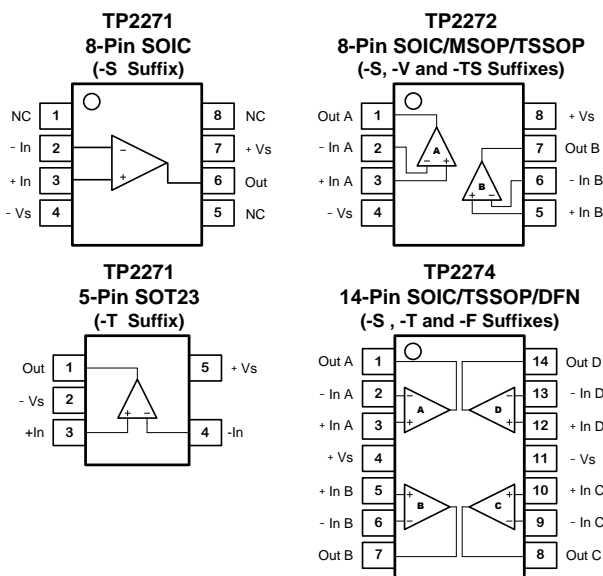 TP2271
8-Pin SOIC
(-S Suffix)
NC 1
- In 2
+ In 3
- Vs 4
8 NC
7 + Vs
6 Out
5 NC
−
+
TP2272
8-Pin SOIC/MSOP/TSSOP
(-S, -V and -TS Suffixes)
Out A 1
- In A 2
+ In A 3
- Vs 4
8 + Vs
7 Out B
6 - In B
5 + In B
A
− +
B
+ −
TP2271
5-Pin SOT23
(-T Suffix)
Out 1
- Vs 2
+In 3
5 + Vs
4 -In
+ −
TP2274
14-Pin SOIC/TSSOP/DFN
(-S , -T and -F Suffixes)
Out A 1
- In A 2
+ In A 3
+ Vs 4
+ In B 5
- In B 6
Out B 7
14 Out D
13 - In D
12 + In D
11 - Vs
10 + In C
9 - In C
8 Out C
−
A
+
−
D
+
+
B
−
+
C
−